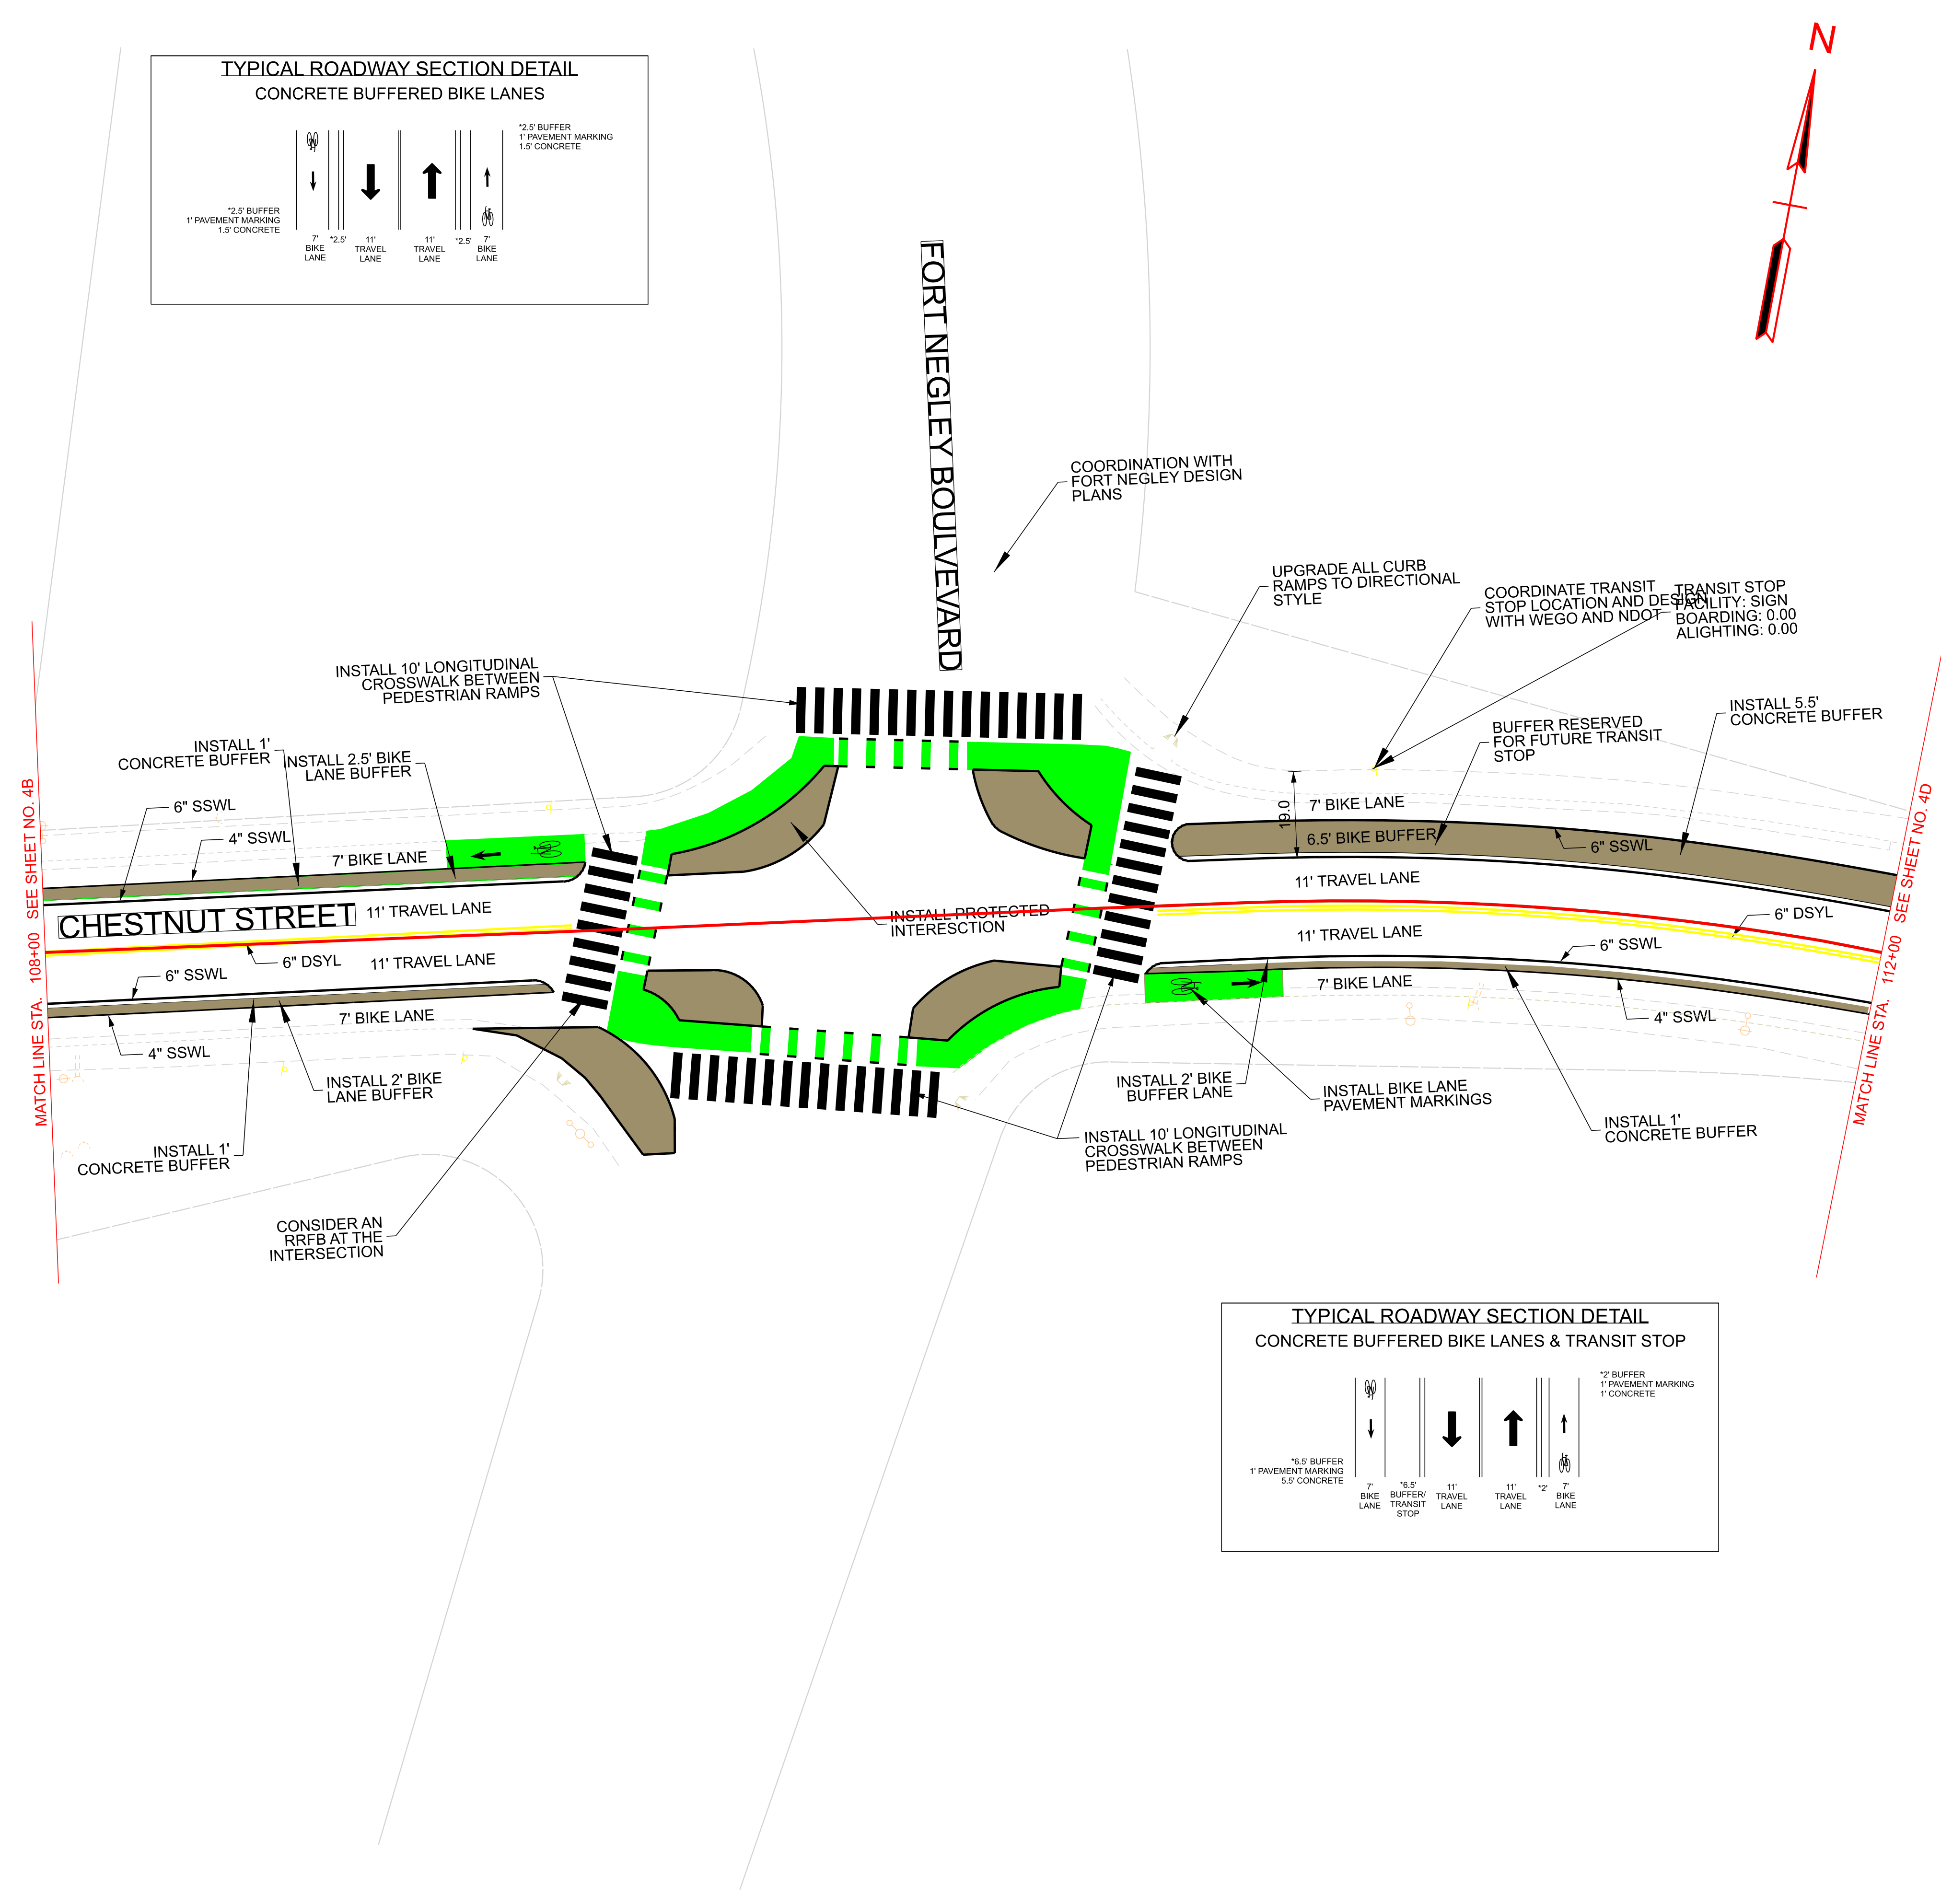 N
TYPICAL ROADWAY SECTION DETAIL
CONCRETE BUFFERED BIKE LANES
*2.5' BUFFER
1' PAVEMENT MARKING
1.5' CONCRETE
*2.5' BUFFER
1' PAVEMENT MARKING
1.5' CONCRETE
7'
BIKE
LANE
*2.5'
11'
TRAVEL
LANE
11'
TRAVEL
LANE
*2.5'
7'
BIKE
LANE
FORT NEGLEY BOULVEVARD
COORDINATION WITH
FORT NEGLEY DESIGN
PLANS
UPGRADE ALL CURB
RAMPS TO DIRECTIONAL
STYLE
COORDINATE TRANSIT
STOP LOCATION AND DESIGN
WITH WEGO AND NDOT
TRANSIT STOP
FACILITY: SIGN
BOARDING: 0.00
ALIGHTING: 0.00
INSTALL 10' LONGITUDINAL
CROSSWALK BETWEEN
PEDESTRIAN RAMPS
INSTALL 5.5'
CONCRETE BUFFER
BUFFER RESERVED
FOR FUTURE TRANSIT
STOP
INSTALL 1'
CONCRETE BUFFER
INSTALL 2.5' BIKE
LANE BUFFER
6" SSWL
4" SSWL
7' BIKE LANE
19.0
7' BIKE LANE
6.5' BIKE BUFFER
6" SSWL
11' TRAVEL LANE
CHESTNUT STREET
11' TRAVEL LANE
INSTALL PROTECTED
INTERESCTION
6" DSYL
11' TRAVEL LANE
6" SSWL
6" DSYL
11' TRAVEL LANE
6" SSWL
7' BIKE LANE
7' BIKE LANE
4" SSWL
4" SSWL
MATCH LINE STA. 108+00 SEE SHEET NO. 4B
MATCH LINE STA. 112+00 SEE SHEET NO. 4D
INSTALL 2' BIKE
LANE BUFFER
INSTALL 2' BIKE
BUFFER LANE
INSTALL BIKE LANE
PAVEMENT MARKINGS
INSTALL 1'
CONCRETE BUFFER
INSTALL 1'
CONCRETE BUFFER
INSTALL 10' LONGITUDINAL
CROSSWALK BETWEEN
PEDESTRIAN RAMPS
CONSIDER AN
RRFB AT THE
INTERSECTION
TYPICAL ROADWAY SECTION DETAIL
CONCRETE BUFFERED BIKE LANES & TRANSIT STOP
*2' BUFFER
1' PAVEMENT MARKING
1' CONCRETE
*6.5' BUFFER
1' PAVEMENT MARKING
5.5' CONCRETE
7'
BIKE
LANE
*6.5'
BUFFER/
TRANSIT
STOP
11'
TRAVEL
LANE
11'
TRAVEL
LANE
*2'
7'
BIKE
LANE